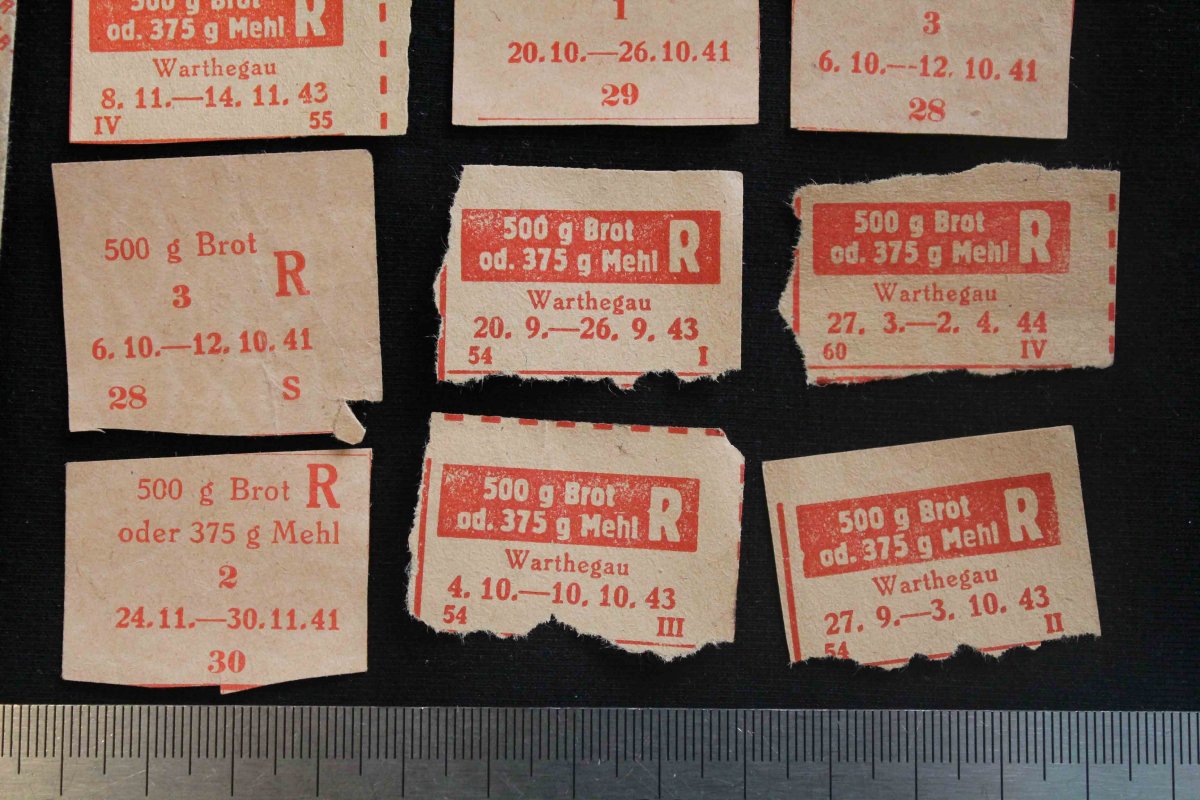 500 g Brot
od. 375 g Mehl R
Warthegau
8. 11.—14. 11. 43
IV 55
1
20.10.—26.10.41
29
3
6. 10.—12. 10. 41
28
500 g Brot R
3
6. 10.—12. 10. 41
28 S
500 g Brot
od. 375 g Mehl R
Warthegau
20. 9.—26. 9. 43
54 I
500 g Brot
od. 375 g Mehl R
Warthegau
27. 3.—2. 4. 44
60 IV
500 g Brot R
oder 375 g Mehl
2
24.11.—30.11.41
30
500 g Brot
od. 375 g Mehl R
Warthegau
4. 10.—10. 10. 43
54 III
500 g Brot
od. 375 g Mehl R
Warthegau
27. 9.—3. 10. 43
54 II